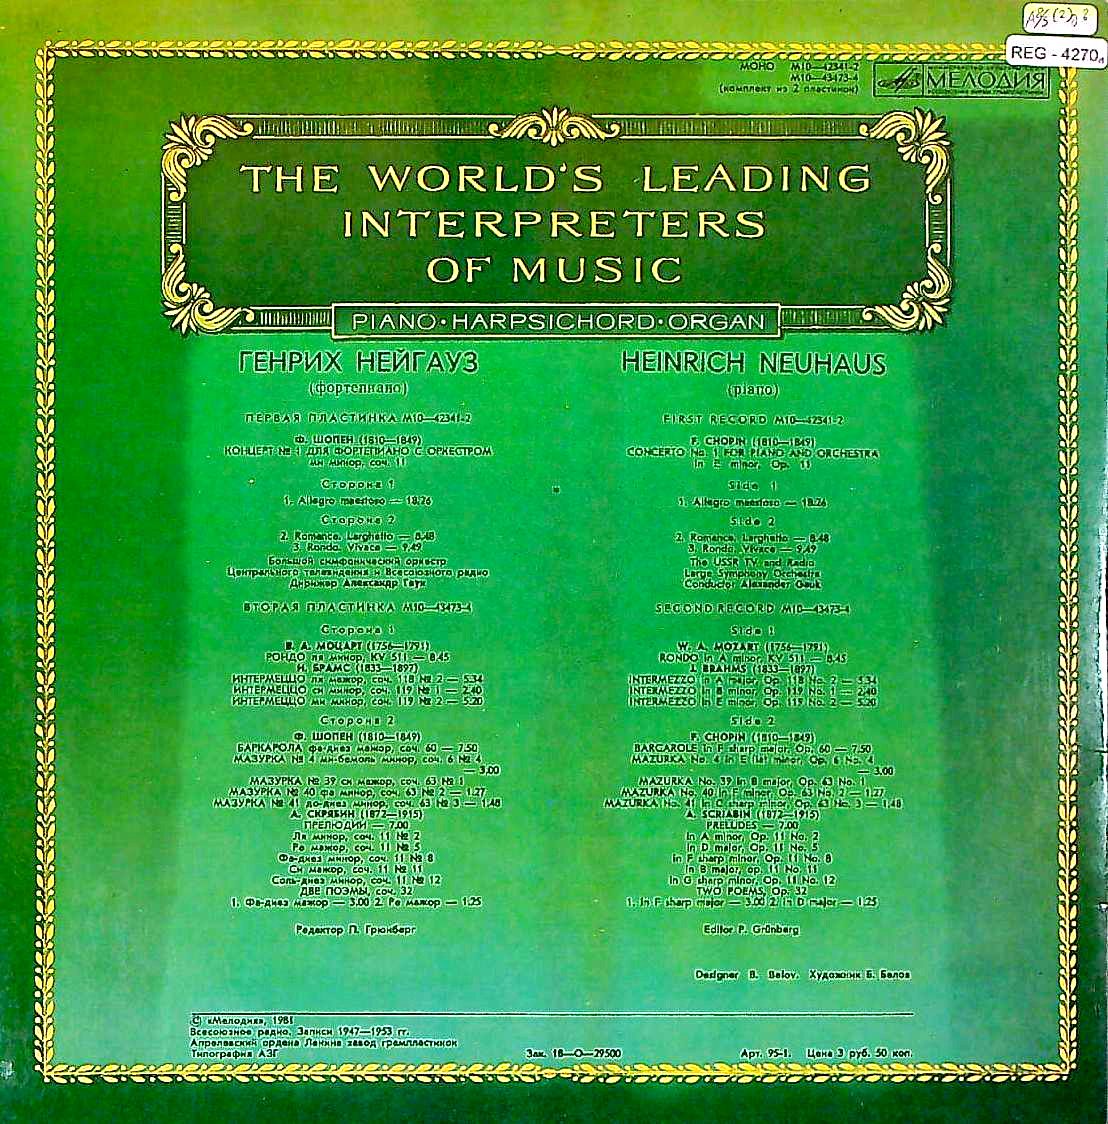 REG - 4270
МОНО М10—42341-2
М10—43473-4
(комплект из 2 пластинок)
МЕЛОДИЯ
THE WORLD'S LEADING
INTERPRETERS
OF MUSIC
PIANO·HARPSICHORD·ORGAN
ГЕНРИХ НЕЙГАУЗ
(фортепиано)
ПЕРВАЯ ПЛАСТИНКА М10—42341-2
Ф. ШОПЕН (1810—1849)
КОНЦЕРТ № 1 ДЛЯ ФОРТЕПИАНО С ОРКЕСТРОМ
ми минор, соч. 11
Сторона 1
1. Allegro maestoso — 18.26
Сторона 2
2. Romance. Larghetto — 8.48
3. Rondo. Vivace — 9.49
Большой симфонический оркестр
Центрального телевидения и Всесоюзного радио
Дирижер Александр Гаук
ВТОРАЯ ПЛАСТИНКА М10—43473-4
Сторона 1
В. А. МОЦАРТ (1756—1791)
РОНДО ля минор, KV 511 — 8.45
И. БРАМС (1833—1897)
ИНТЕРМЕЦЦО ля мажор, соч. 118 № 2 — 5.34
ИНТЕРМЕЦЦО си минор, соч. 119 № 1 — 2.40
ИНТЕРМЕЦЦО ми минор, соч. 119 № 2 — 5.20
Сторона 2
Ф. ШОПЕН (1810—1849)
БАРКАРОЛА фа-диез мажор, соч. 60 — 7.50
МАЗУРКА № 4 ми-бемоль минор, соч. 6 № 4
— 3.00
МАЗУРКА № 39 си мажор, соч. 63 № 1
МАЗУРКА № 40 фа минор, соч. 63 № 2 — 1.27
МАЗУРКА № 41 до-диез минор, соч. 63 № 3 — 1.48
А. СКРЯБИН (1872—1915)
ПРЕЛЮДИИ — 7.00
Ля минор, соч. 11 № 2
Ре мажор, соч. 11 № 5
Фа-диез минор, соч. 11 № 8
Си мажор, соч. 11 № 11
Соль-диез минор, соч. 11 № 12
ДВЕ ПОЭМЫ, соч. 32
1. Фа-диез мажор — 3.00 2. Ре мажор — 1.25
Редактор П. Грюнберг
HEINRICH NEUHAUS
(piano)
FIRST RECORD M10—42341-2
F. CHOPIN (1810—1849)
CONCERTO No. 1 FOR PIANO AND ORCHESTRA
in E minor, Op. 11
Side 1
1. Allegro maestoso — 18.26
Side 2
2. Romance. Larghetto — 8.48
3. Rondo. Vivace — 9.49
The USSR TV and Radio
Large Symphony Orchestra
Conductor Alexander Gauk
SECOND RECORD M10—43473-4
Side 1
W. A. MOZART (1756—1791)
RONDO in A minor, KV 511 — 8.45
J. BRAHMS (1833—1897)
INTERMEZZO in A major, Op. 118 No. 2 — 5.34
INTERMEZZO in B minor, Op. 119 No. 1 — 2.40
INTERMEZZO in E minor, Op. 119 No. 2 — 5.20
Side 2
F. CHOPIN (1810—1849)
BARCAROLE in F sharp major, Op. 60 — 7.50
MAZURKA No. 4 in E flat minor, Op. 6 No. 4
— 3.00
MAZURKA No. 39 in B major, Op. 63 No. 1
MAZURKA No. 40 in F minor, Op. 63 No. 2 — 1.27
MAZURKA No. 41 in C sharp minor, Op. 63 No. 3 — 1.48
A. SCRIABIN (1872—1915)
PRELUDES — 7.00
in A minor, Op. 11 No. 2
in D major, Op. 11 No. 5
in F sharp minor, Op. 11 No. 8
in B major, op. 11 No. 11
in G sharp minor, Op. 11 No. 12
TWO POEMS, Op. 32
1. in F sharp major — 3.00 2. in D major — 1.25
Editor P. Grünberg
Designer B. Belov. Художник Б. Белов
© «Мелодия», 1981
Всесоюзное радио. Записи 1947—1953 гг.
Апрелевский ордена Ленина завод грампластинок
Типография АЗГ
Зак. 18—О—29500
Арт. 95-1. Цена 3 руб. 50 коп.